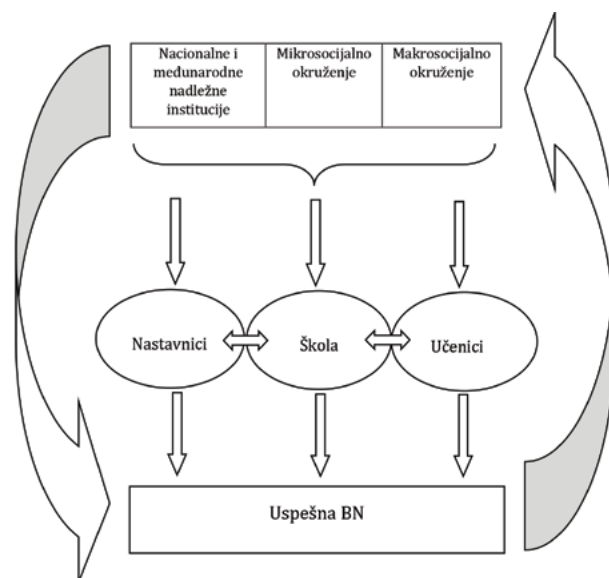 Nacionalne i
međunarodne
nadležne
institucije
Mikrosocijalno
okruženje
Makrosocijalno
okruženje
Nastavnici
Škola
Učenici
Uspešna BN